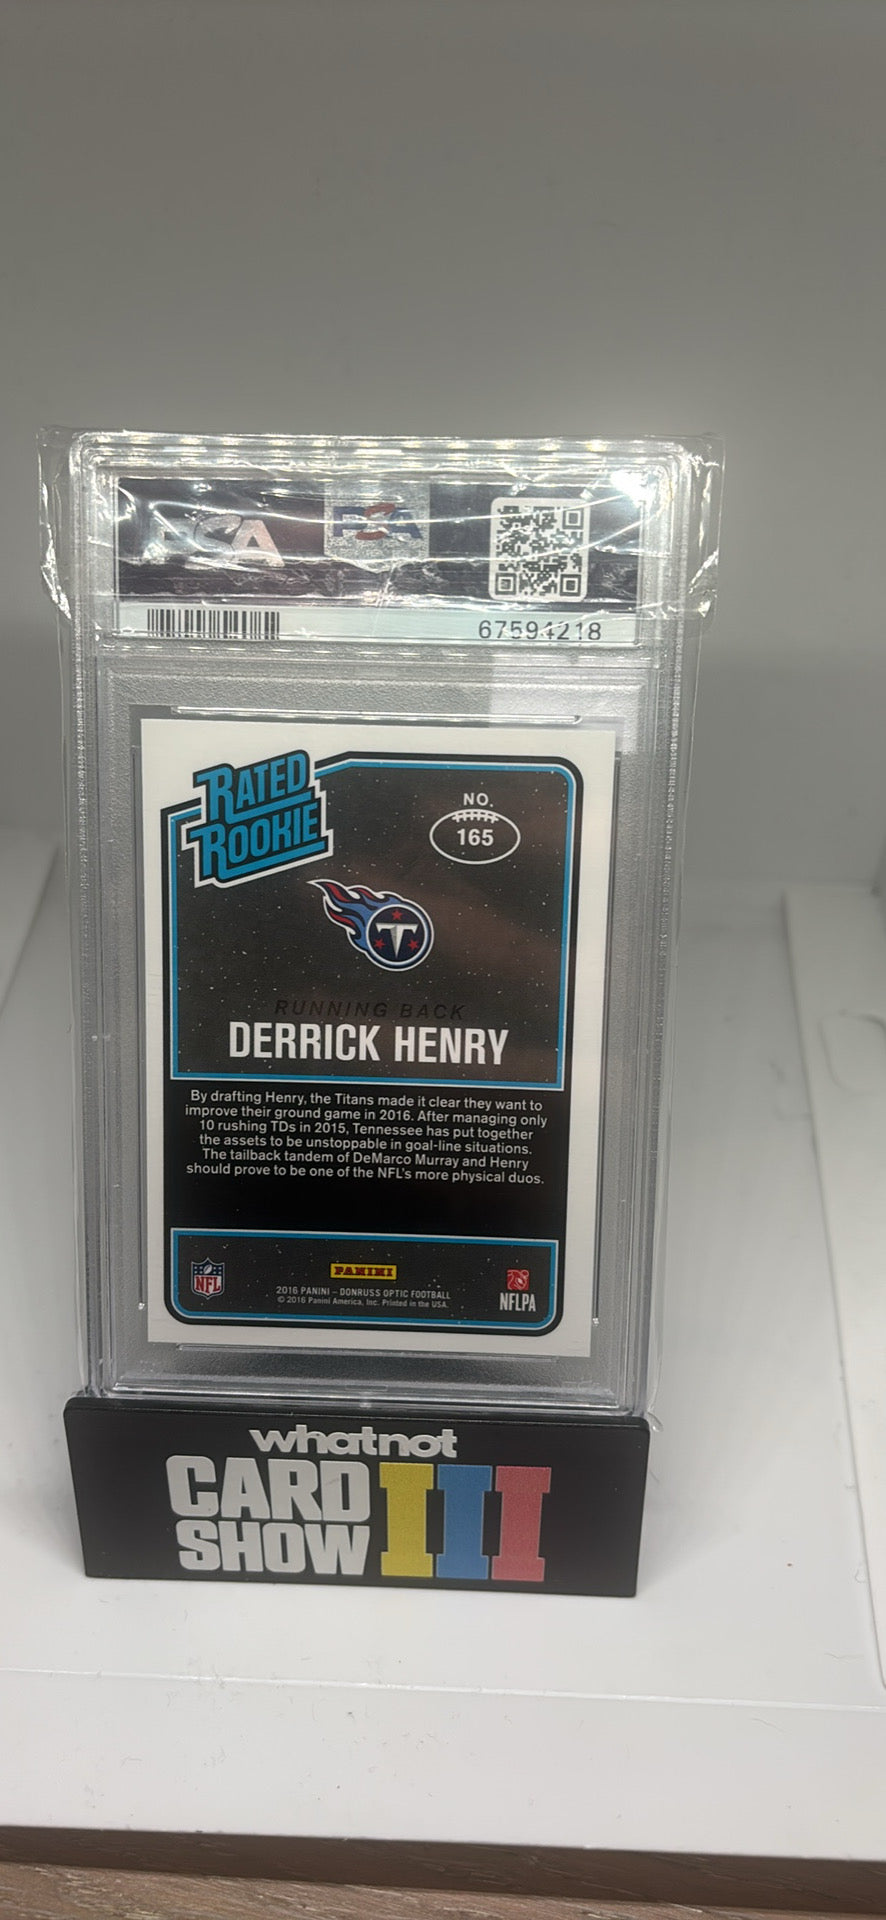 PSA
PSA
67594218
RATED
ROOKIE
NO.
165
T
RUNNING BACK
DERRICK HENRY
By drafting Henry, the Titans made it clear they want to
improve their ground game in 2016. After managing only
10 rushing TDs in 2015, Tennessee has put together
the assets to be unstoppable in goal-line situations.
The tailback tandem of DeMarco Murray and Henry
should prove to be one of the NFL's more physical duos.
NFL
PANINI
2016 PANINI – DONRUSS OPTIC FOOTBALL
© 2016 Panini America, Inc. Printed in the USA.
NFLPA
whatnot
CARD
SHOW
III